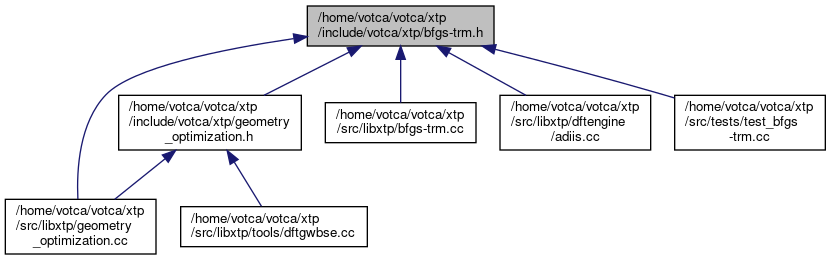 /home/votca/votca/xtp
/include/votca/xtp/bfgs-trm.h
/home/votca/votca/xtp
/include/votca/xtp/geometry
_optimization.h
/home/votca/votca/xtp
/src/libxtp/bfgs-trm.cc
/home/votca/votca/xtp
/src/libxtp/dftengine
/adiis.cc
/home/votca/votca/xtp
/src/tests/test_bfgs
-trm.cc
/home/votca/votca/xtp
/src/libxtp/geometry
_optimization.cc
/home/votca/votca/xtp
/src/libxtp/tools/dftgwbse.cc